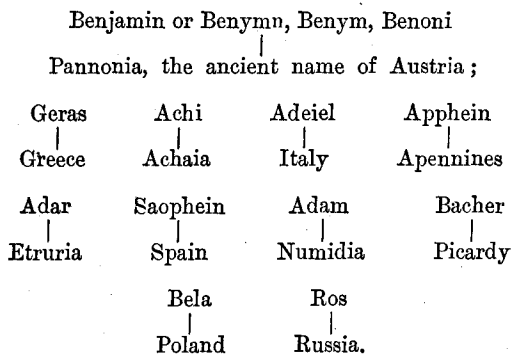 Benjamin or Benymn, Benym, Benoni
Pannonia, the ancient name of Austria;
Geras Achi Adeiel Apphein
Greece Achaia Italy Apennines
Adar Saophein Adam Bacher
Etruria Spain Numidia Picardy
Bela Ros
Poland Russia.